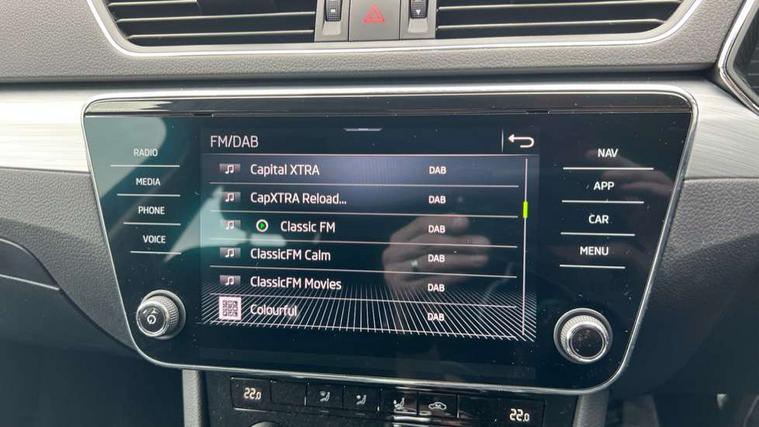 FM/DAB
RADIO
MEDIA
PHONE
VOICE
Capital XTRA DAB
CapXTRA Reload... DAB
Classic FM DAB
ClassicFM Calm DAB
ClassicFM Movies DAB
Colourful DAB
NAV
APP
CAR
MENU
22.0
22.0